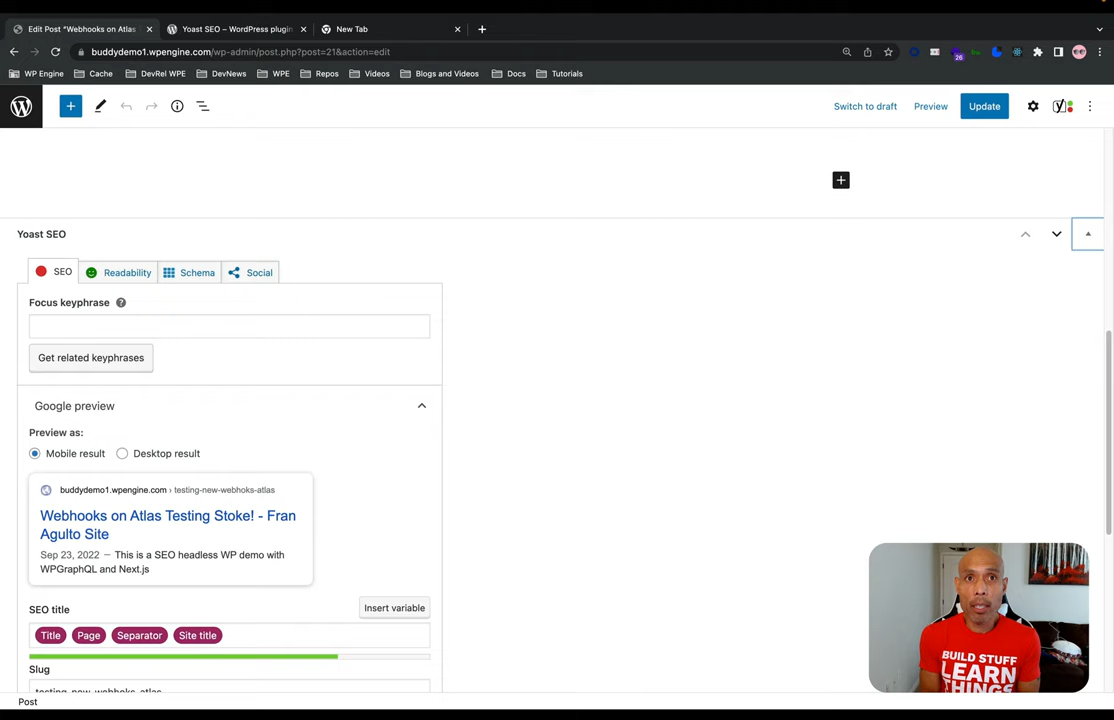 Edit Post "Webhooks on Atlas
Yoast SEO – WordPress plugin
New Tab
buddydemo1.wpengine.com/wp-admin/post.php?post=21&action=edit
26
WP Engine
Cache
DevRel WPE
DevNews
WPE
Repos
Videos
Blogs and Videos
Docs
Tutorials
Switch to draft
Preview
Update
Yoast SEO
SEO
Readability
Schema
Social
Focus keyphrase
Get related keyphrases
Google preview
Preview as:
Mobile result
Desktop result
buddydemo1.wpengine.com › testing-new-webhoks-atlas
Webhooks on Atlas Testing Stoke! - Fran
Agulto Site
Sep 23, 2022 — This is a SEO headless WP demo with
WPGraphQL and Next.js
SEO title
Insert variable
Title
Page
Separator
Site title
Slug
testing-new-webhoks-atlas
Post
BUILD STUFF
LEARN
THINGS